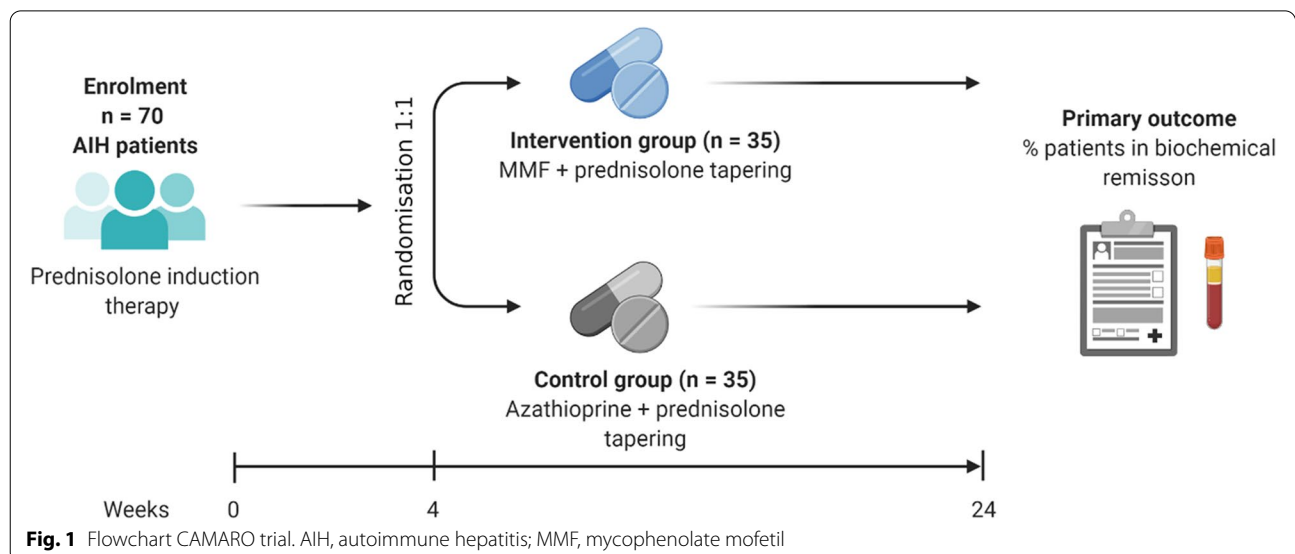 Enrolment
n = 70
AIH patients
Prednisolone induction
therapy
Randomisation 1:1
Intervention group (n = 35)
MMF + prednisolone tapering
Control group (n = 35)
Azathioprine + prednisolone
tapering
Primary outcome
% patients in biochemical
remisson
Weeks 0 4 24
Fig. 1 Flowchart CAMARO trial. AIH, autoimmune hepatitis; MMF, mycophenolate mofetil